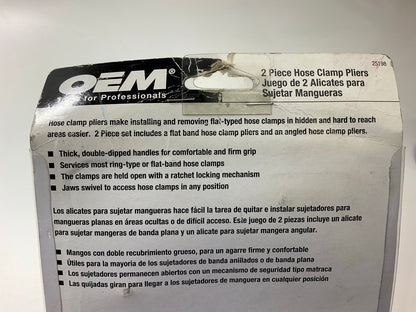 OEM®
for Professionals
25198
2 Piece Hose Clamp Pliers
Juego de 2 Alicates para
Sujetar Mangueras
Hose clamp pliers make installing and removing flat-typed hose clamps in hidden and hard to reach
areas easier. 2 Piece set includes a flat band hose clamp pliers and an angled hose clamp pliers.
■ Thick, double-dipped handles for comfortable and firm grip
■ Services most ring-type or flat-band hose clamps
■ The clamps are held open with a ratchet locking mechanism
■ Jaws swivel to access hose clamps in any position
Los alicates para sujetar mangueras hace fácil la tarea de quitar e instalar sujetadores para
mangueras planas en áreas ocultas o de difícil acceso. Este juego de 2 piezas incluye un alicate
para sujetar mangueras de banda plana y un alicate para sujetar manguera angular.
■ Mangos con doble recubrimiento grueso, para un agarre firme y confortable
■ Útiles para la mayoria de los sujetadores de banda anillados o de banda plana
■ Los sujetadores permanecen abiertos con un mecanismo de seguridad tipo matraca
■ Las quijadas giran para llegar a los sujetadores de manguera en cualquier posición